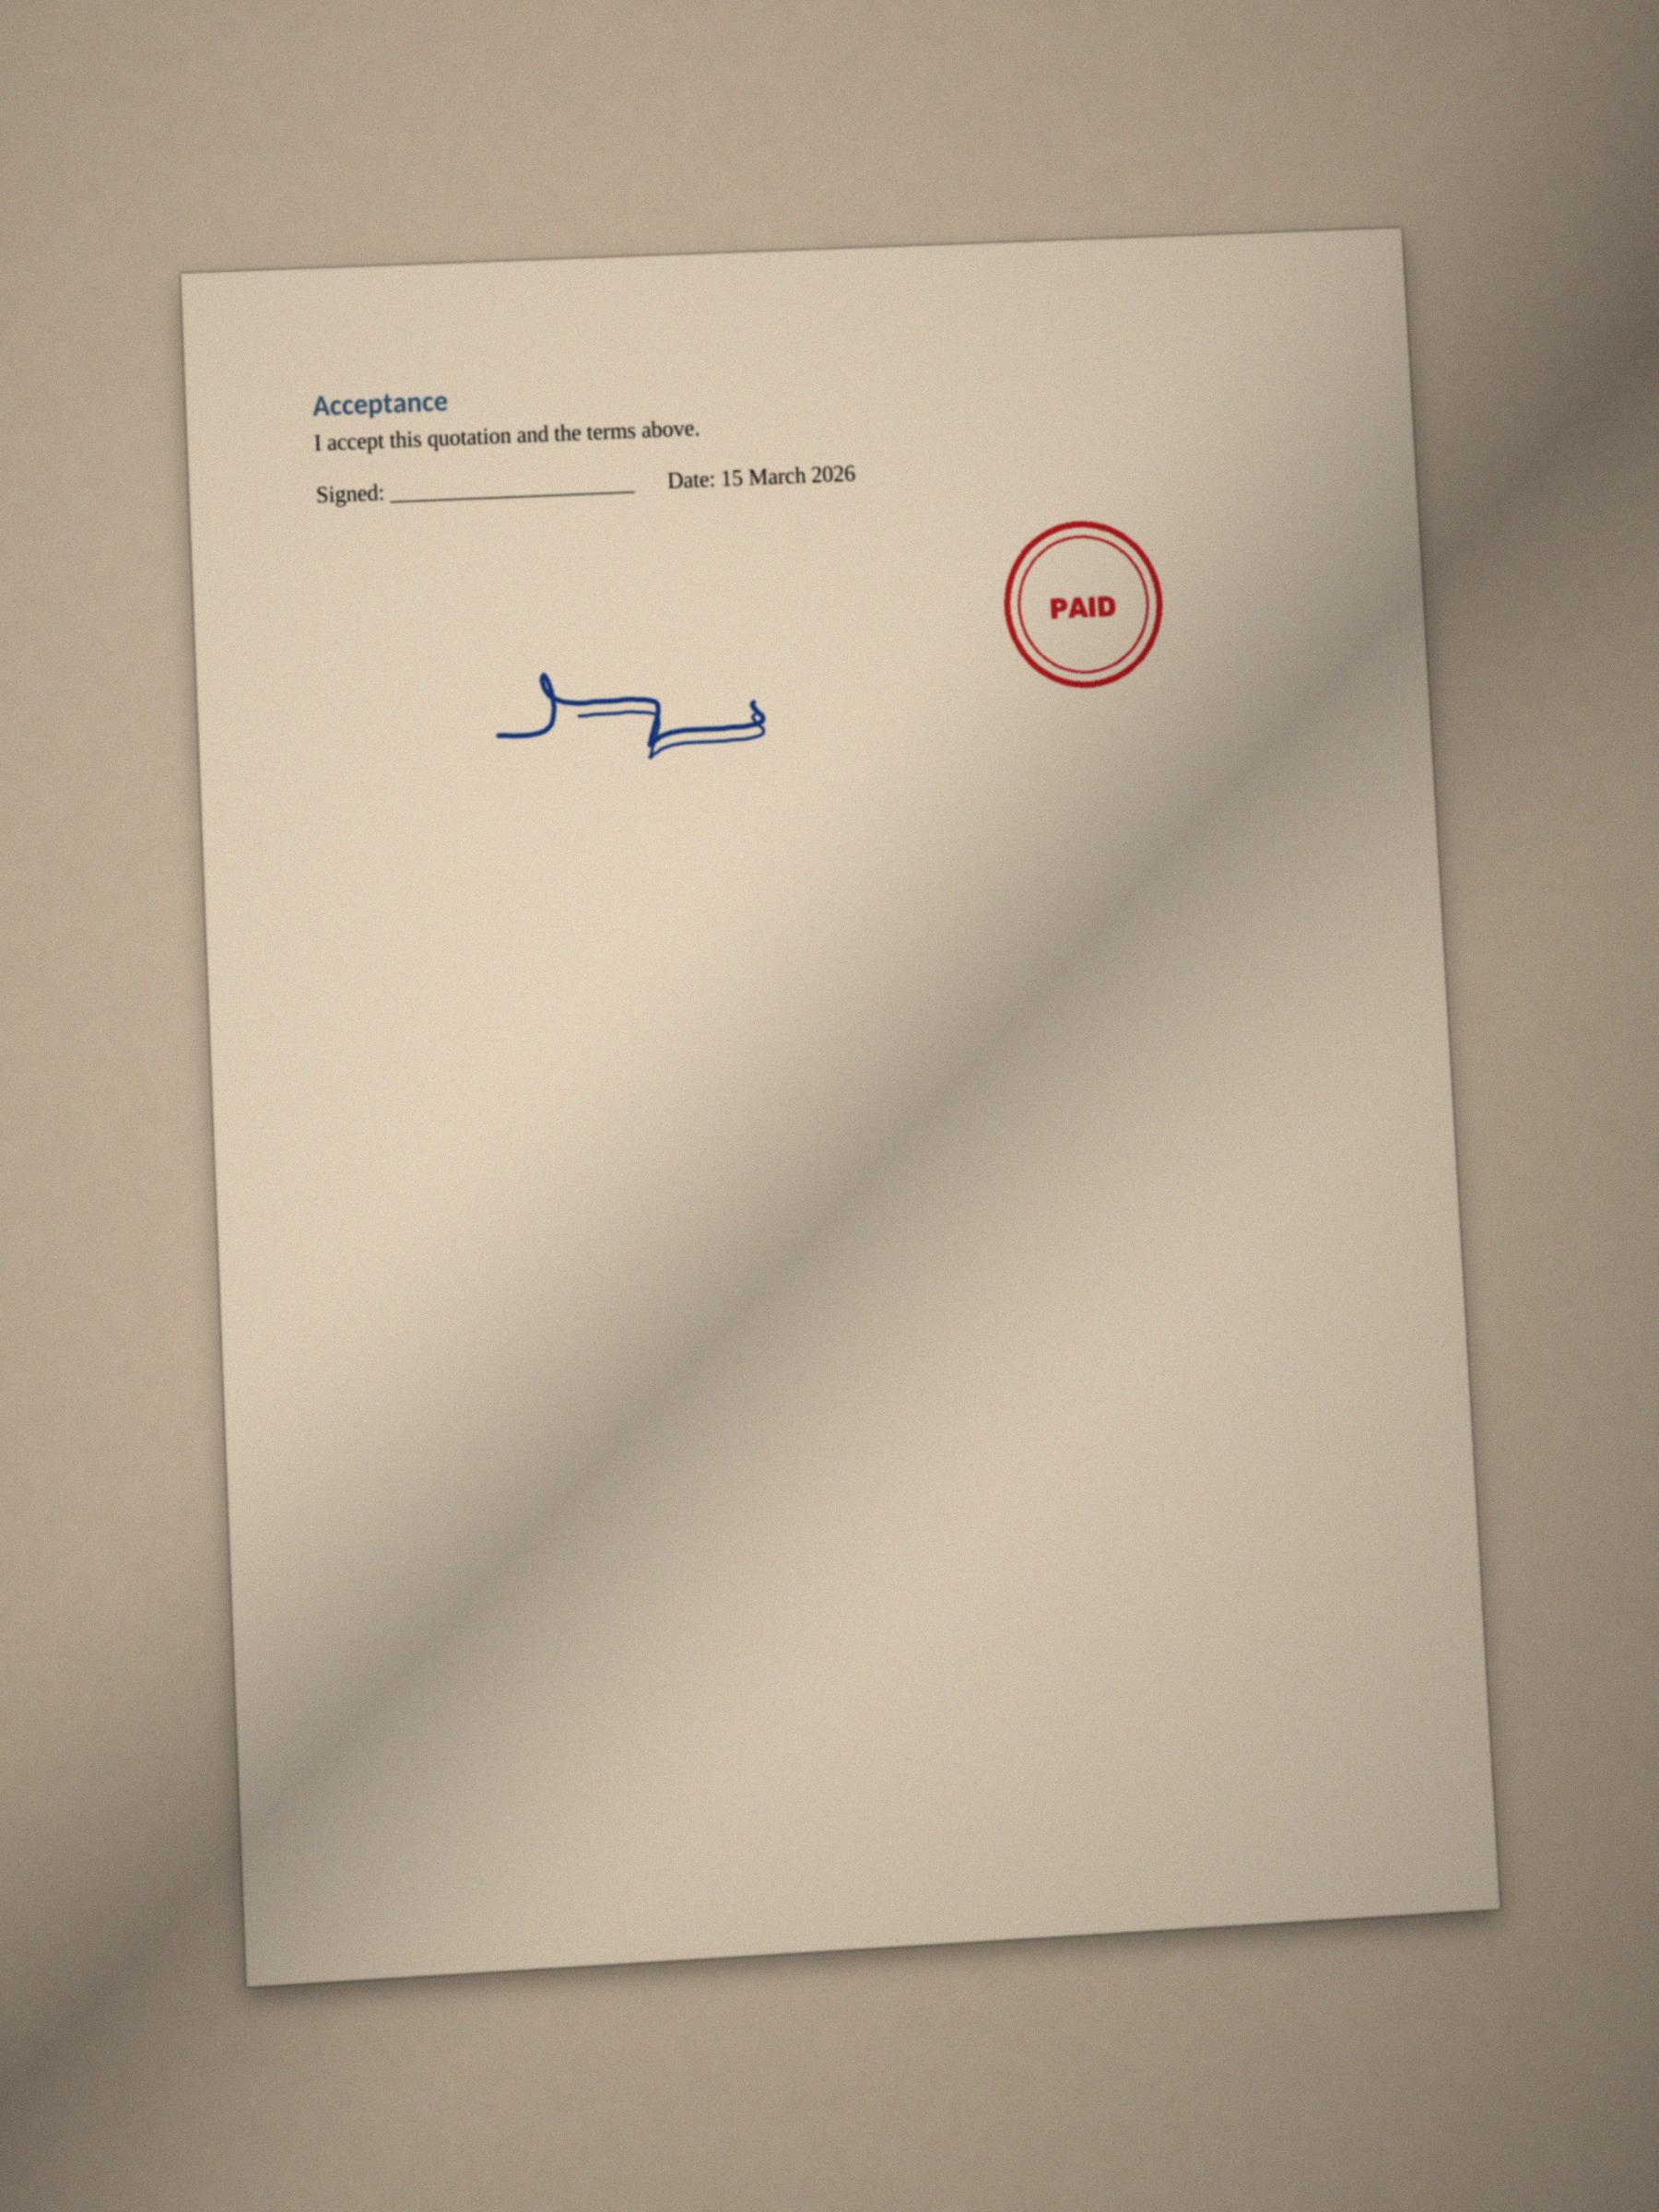 Acceptance
I accept this quotation and the terms above.
Signed: ______________________ Date: 15 March 2026
PAID